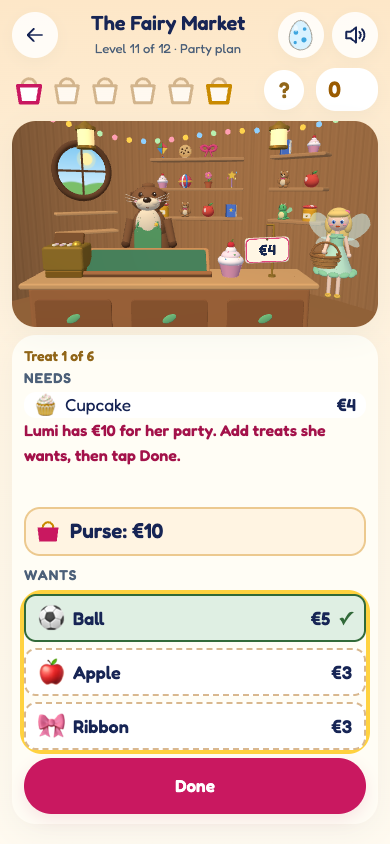 The Fairy Market
Level 11 of 12 · Party plan
?
0
€4
Treat 1 of 6
NEEDS
Cupcake €4
Lumi has €10 for her party. Add treats she
wants, then tap Done.
Purse: €10
WANTS
Ball €5 ✓
Apple €3
Ribbon €3
Done